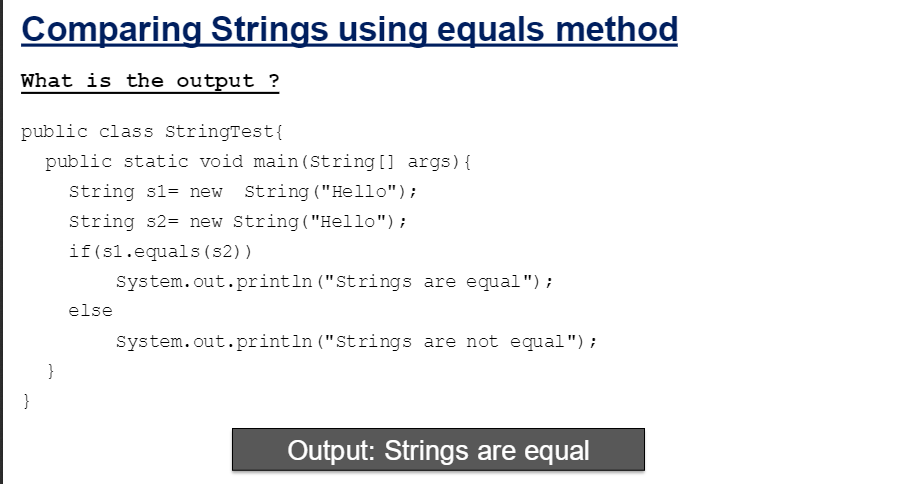 Comparing Strings using equals method
What is the output ?
public class StringTest{
public static void main(String[] args){
String s1= new  String("Hello");
String s2= new String("Hello");
if(s1.equals(s2))
System.out.println("Strings are equal");
else
System.out.println("Strings are not equal");
}
}
Output: Strings are equal